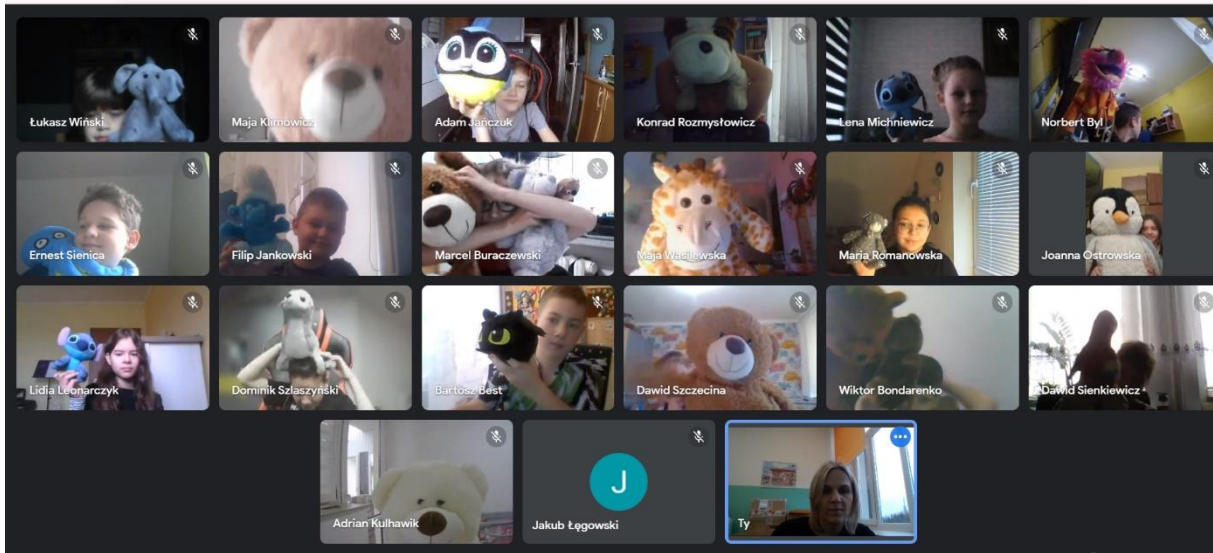 Łukasz Wiński
Maja Klimowicz
Adam Jańczuk
Konrad Rozmysłowicz
Lena Michniewicz
Norbert Byl
Ernest Sienica
Filip Jankowski
Marcel Buraczewski
Maja Wasilewska
Maria Romanowska
Joanna Ostrowska
Lidia Leonarczyk
Dominik Szlaszyński
Bartosz Best
Dawid Szczecina
Wiktor Bondarenko
Dawid Sienkiewicz
Adrian Kulhawik
J
Jakub Łęgowski
Ty